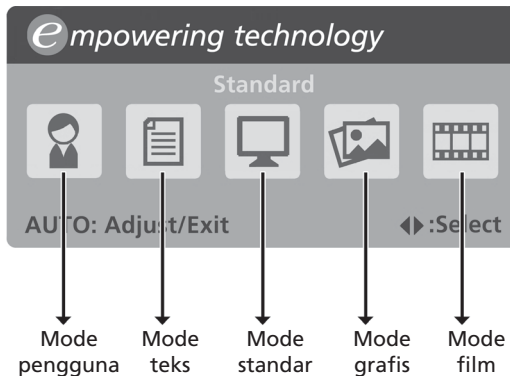 empowering technology
Standard
AUTO: Adjust/Exit
:Select
Mode pengguna
Mode teks
Mode standar
Mode grafis
Mode film